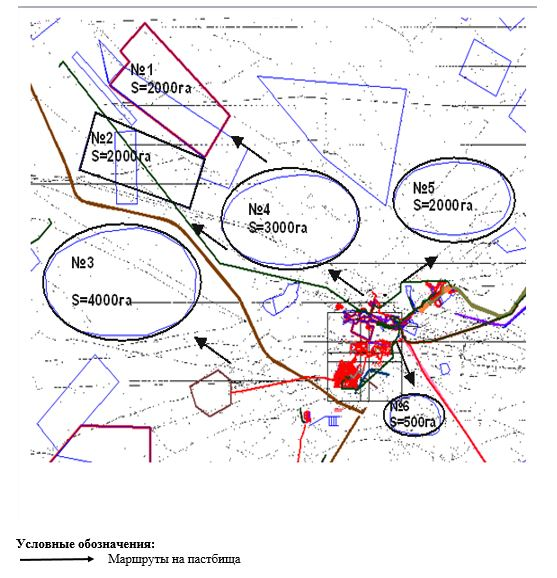 №1
S=2000га
№2
S=2000га
№3
S=4000га
№4
S=3000га
№5
S=2000га
№6
S=500га
Условные обозначения:
Маршруты на пастбища